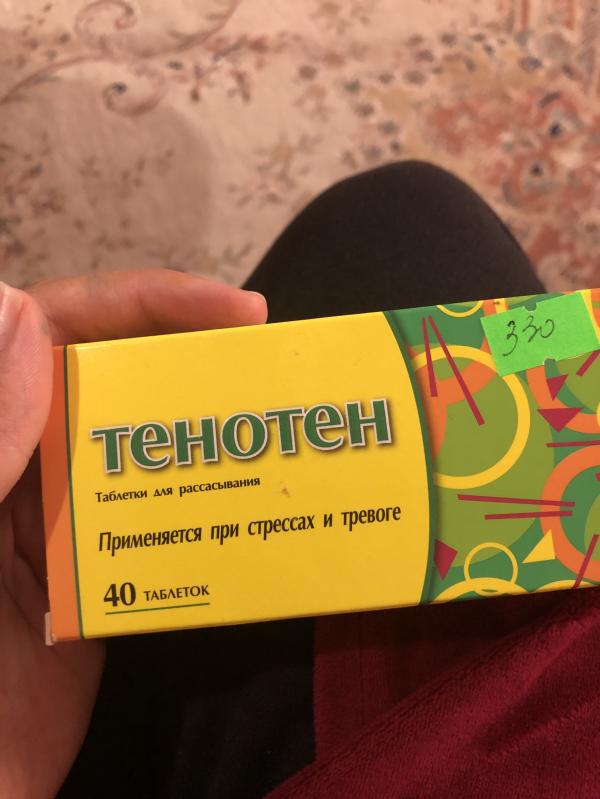 330
тенотен
Таблетки для рассасывания
Применяется при стрессах и тревоге
40 ТАБЛЕТОК